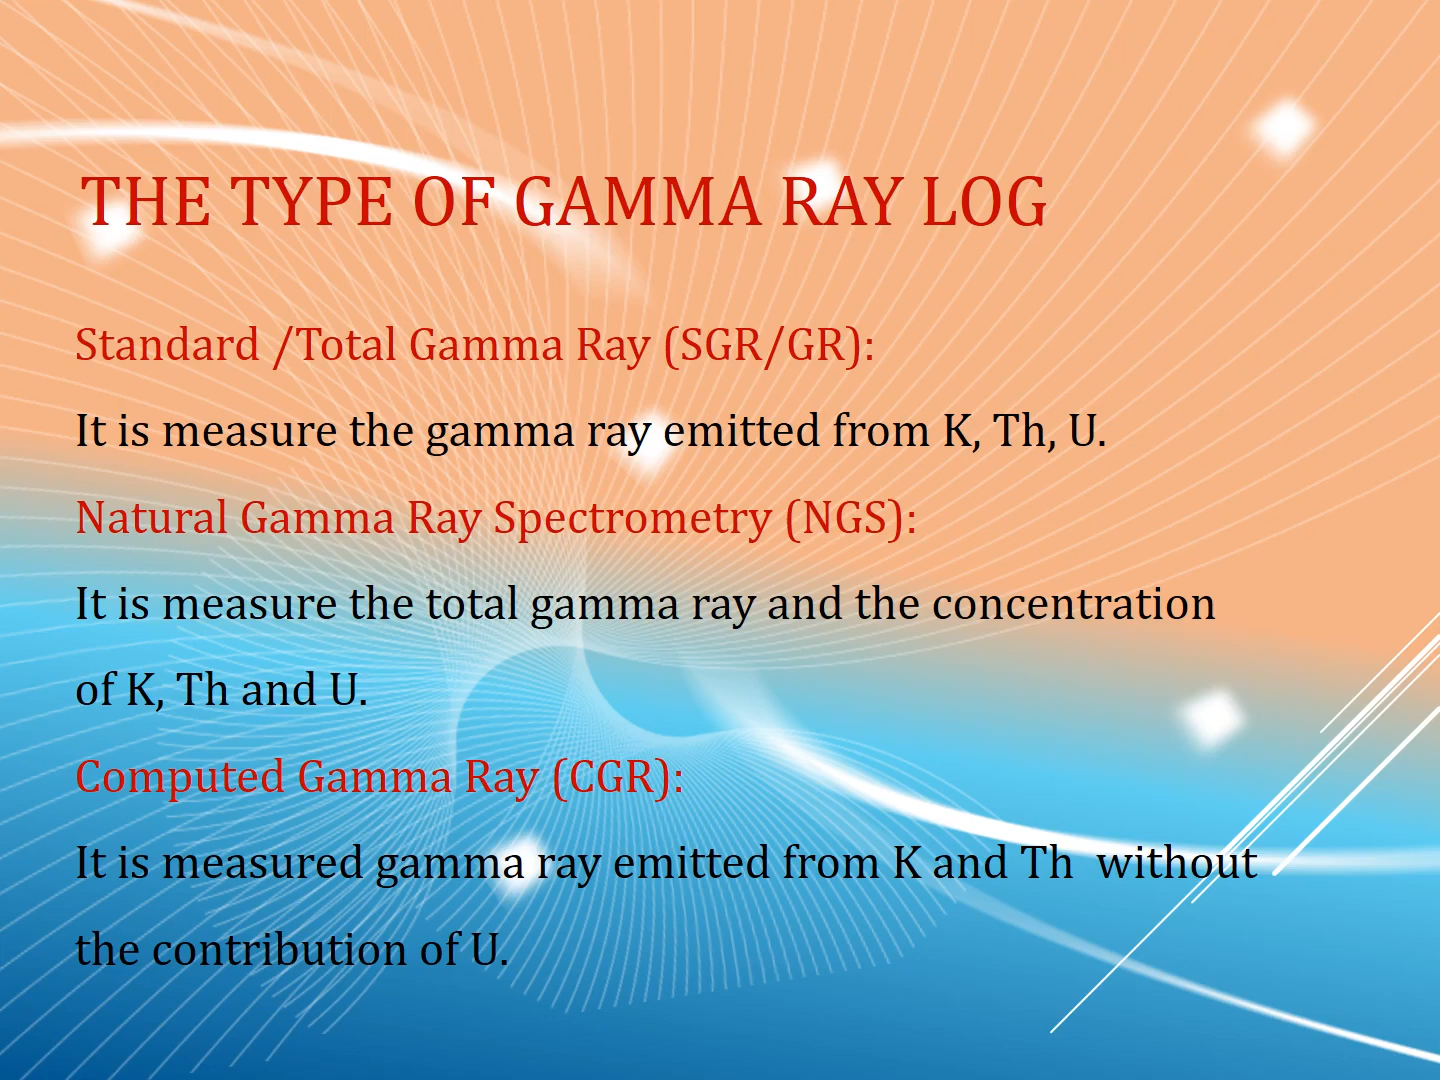 THE TYPE OF GAMMA RAY LOG
Standard /Total Gamma Ray (SGR/GR):
It is measure the gamma ray emitted from K, Th, U.
Natural Gamma Ray Spectrometry (NGS):
It is measure the total gamma ray and the concentration
of K, Th and U.
Computed Gamma Ray (CGR):
It is measured gamma ray emitted from K and Th  without
the contribution of U.